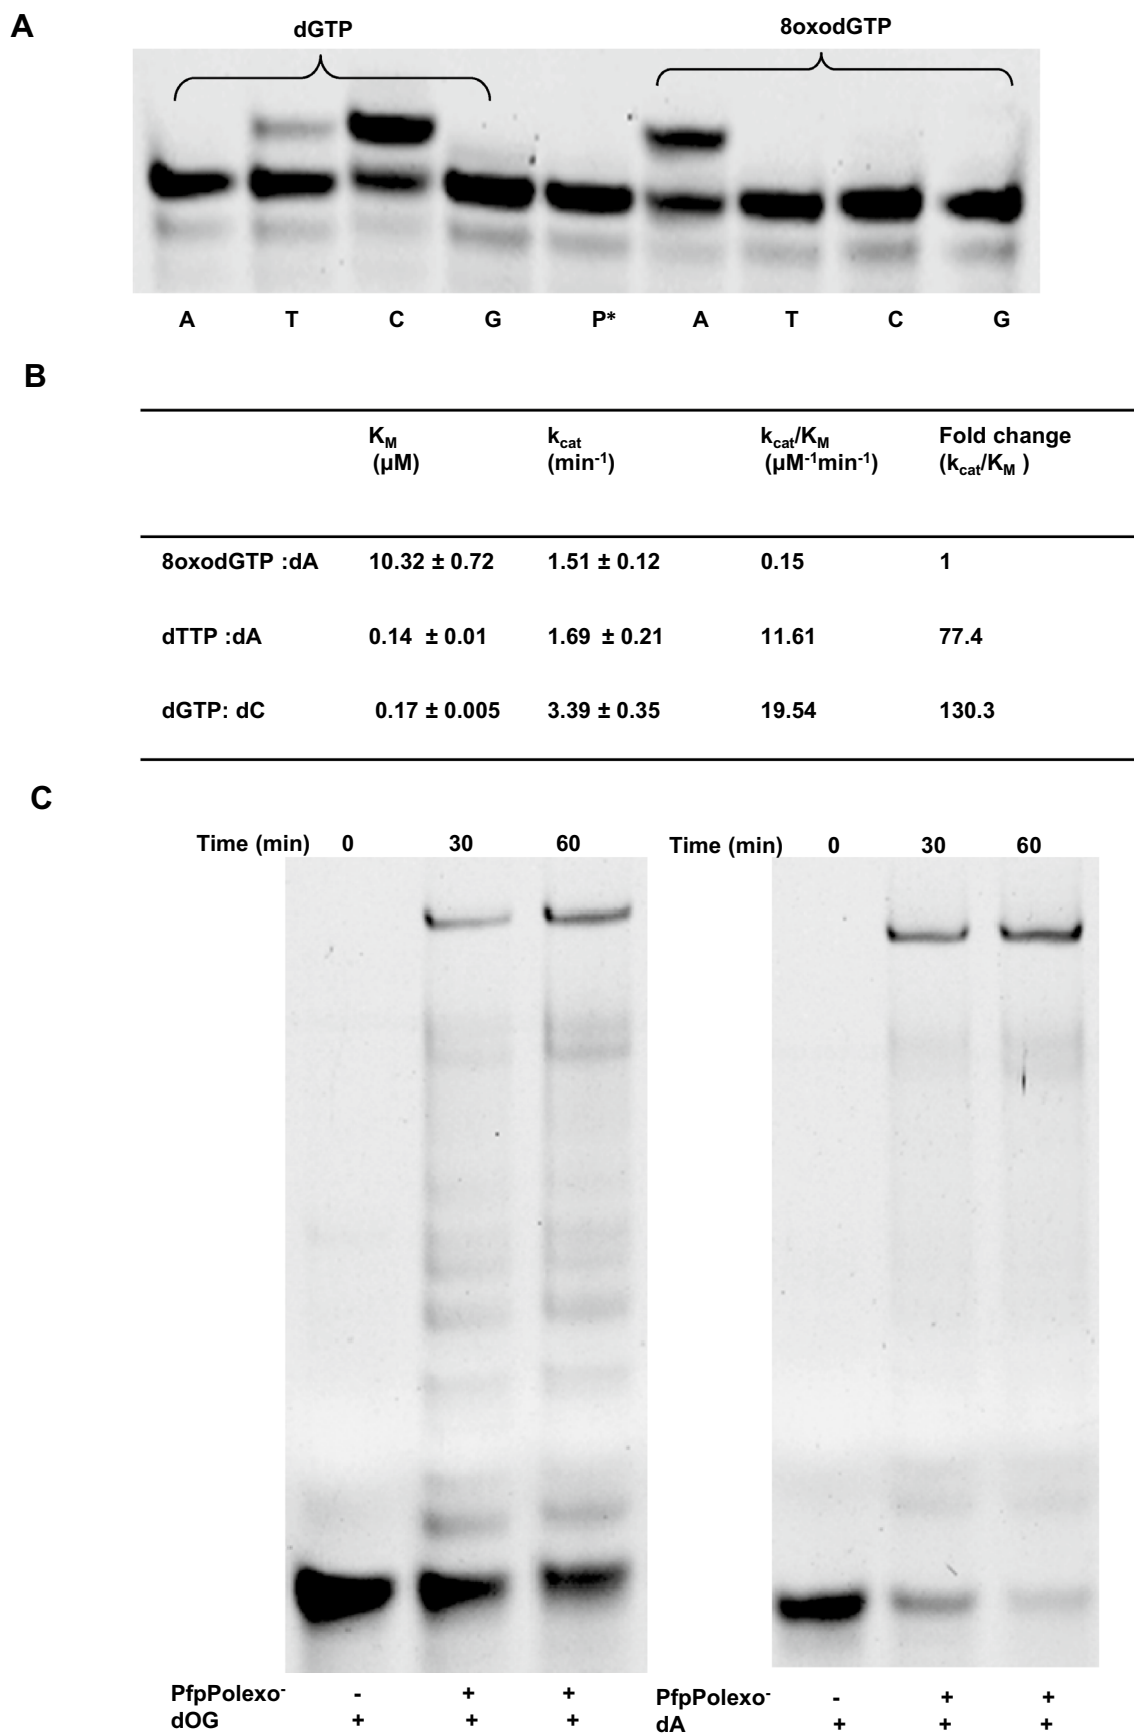 A
dGTP 8oxodGTP
A T C G P* A T C G
B
K_M (µM) k_cat (min⁻¹) k_cat/K_M (µM⁻¹min⁻¹) Fold change (k_cat/K_M )
8oxodGTP :dA 10.32 ± 0.72 1.51 ± 0.12 0.15 1
dTTP :dA 0.14 ± 0.01 1.69 ± 0.21 11.61 77.4
dGTP: dC 0.17 ± 0.005 3.39 ± 0.35 19.54 130.3
C
Time (min) 0 30 60 Time (min) 0 30 60
PfpPolexo⁻ - + + PfpPolexo⁻ - + +
dOG + + + dA + + +